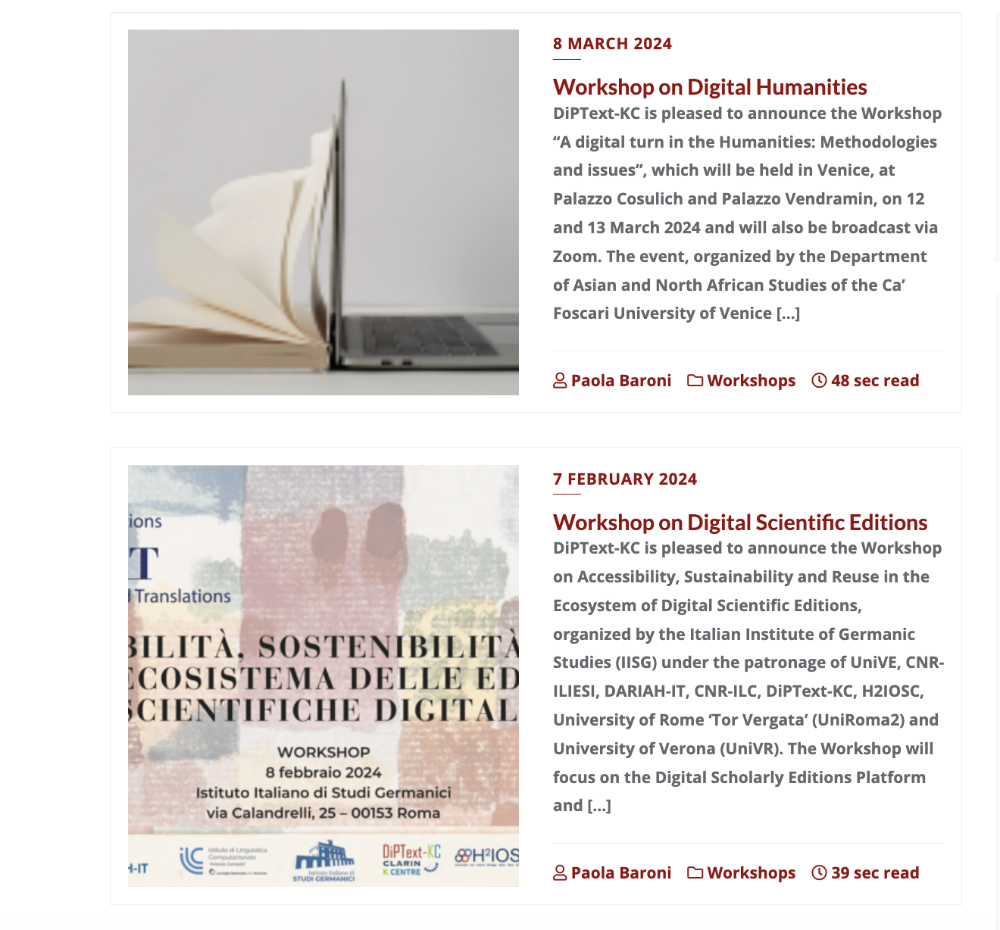 8 MARCH 2024
Workshop on Digital Humanities
DiPText-KC is pleased to announce the Workshop
“A digital turn in the Humanities: Methodologies
and issues”, which will be held in Venice, at
Palazzo Cosulich and Palazzo Vendramin, on 12
and 13 March 2024 and will also be broadcast via
Zoom. The event, organized by the Department
of Asian and North African Studies of the Ca’
Foscari University of Venice [...]
Paola Baroni Workshops 48 sec read
ions
T
Translations
BILITÀ, SOSTENIBILITÀ
ECOSISTEMA DELLE ED
SCIENTIFICHE DIGITAL
WORKSHOP
8 febbraio 2024
Istituto Italiano di Studi Germanici
via Calandrelli, 25 – 00153 Roma
H-IT
ilc
Istituto di Linguistica
Computazionale
"Antonio Zampolli"
Consiglio Nazionale delle Ricerche
Istituto Italiano di
STUDI GERMANICI
DiPText-KC
CLARIN
K CENTRE
H²IOS
7 FEBRUARY 2024
Workshop on Digital Scientific Editions
DiPText-KC is pleased to announce the Workshop
on Accessibility, Sustainability and Reuse in the
Ecosystem of Digital Scientific Editions,
organized by the Italian Institute of Germanic
Studies (IISG) under the patronage of UniVE, CNR-
ILIESI, DARIAH-IT, CNR-ILC, DiPText-KC, H2IOSC,
University of Rome ‘Tor Vergata’ (UniRoma2) and
University of Verona (UniVR). The Workshop will
focus on the Digital Scholarly Editions Platform
and [...]
Paola Baroni Workshops 39 sec read